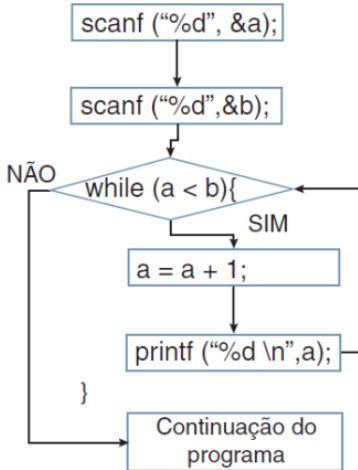 scanf (“%d”, &a);
scanf (“%d”,&b);
NÃO
while (a < b){
SIM
a = a + 1;
printf (“%d \n”,a);
}
Continuação do
programa